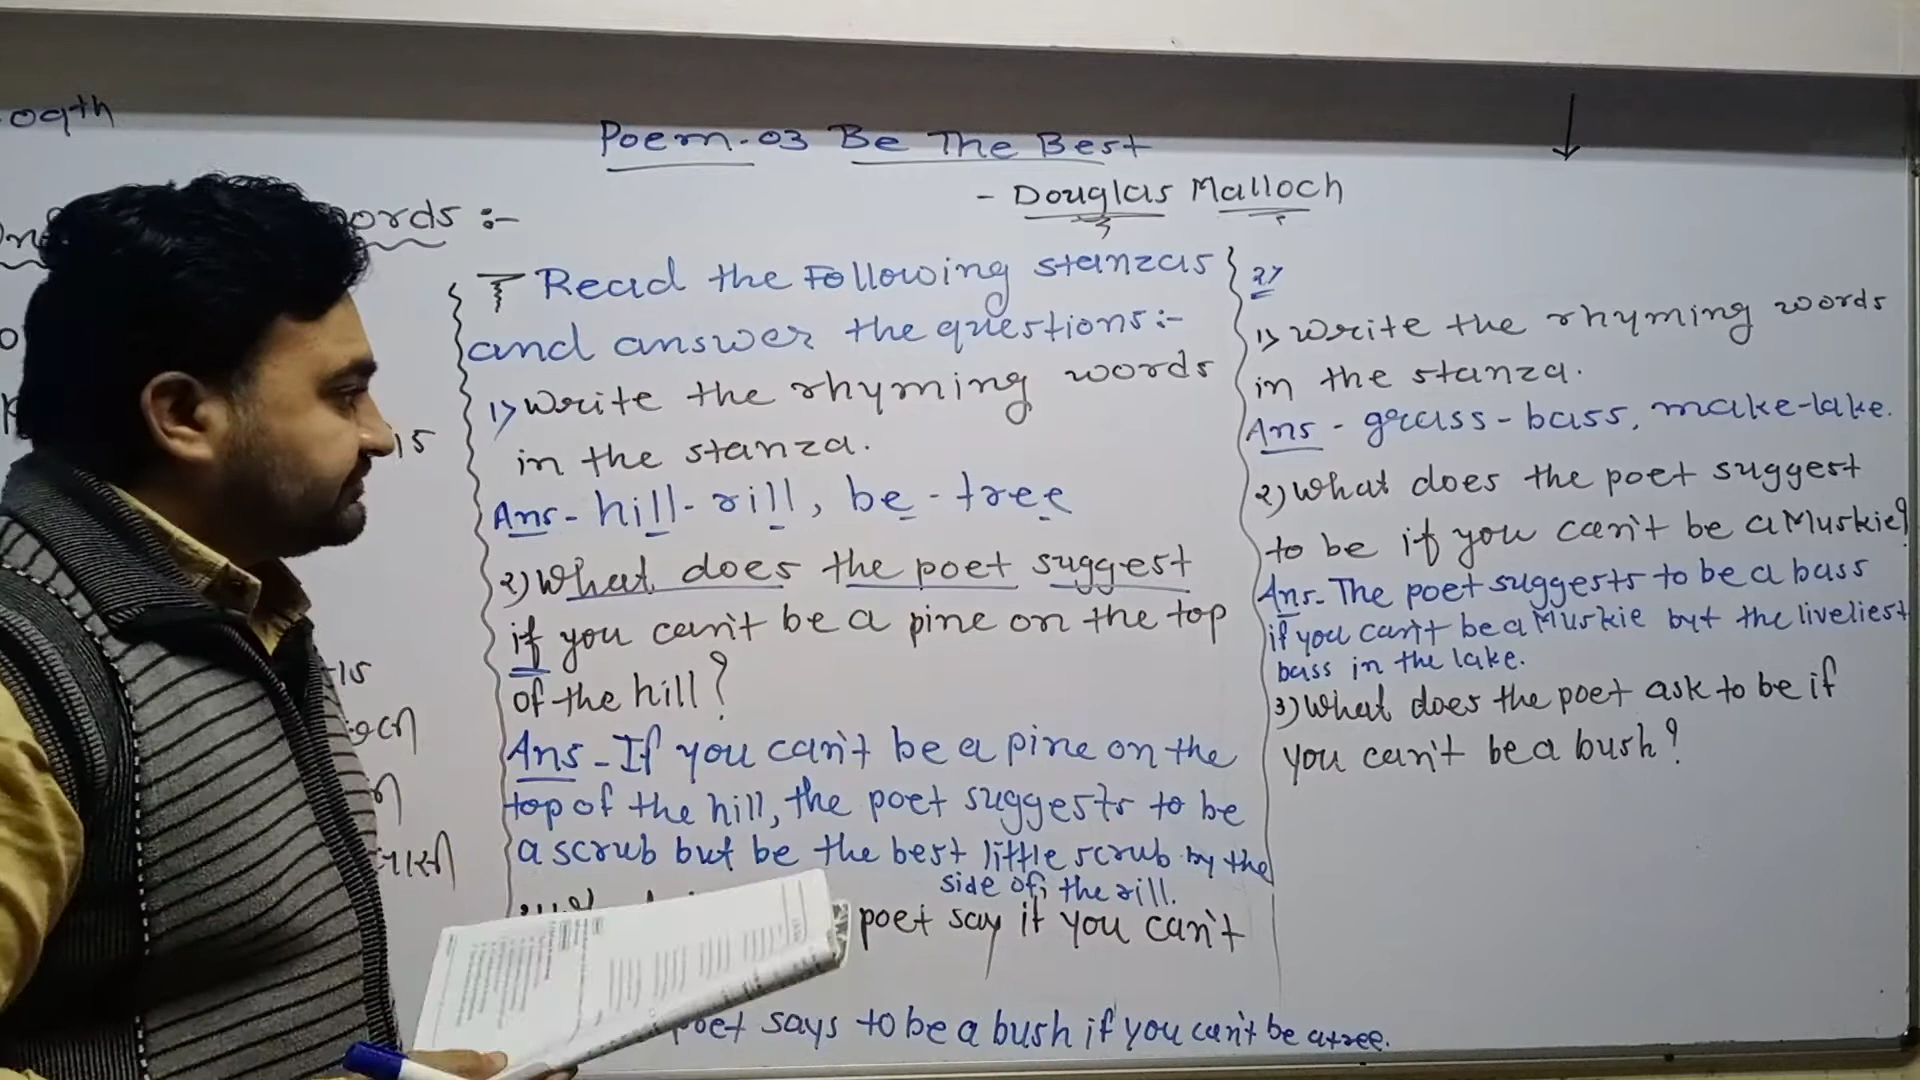 09th
Poem-03 Be The Best
- Douglas Malloch
ords :-
Read the Following stanzas
and answer the questions:-
1) Write the rhyming words
in the stanza.
Ans- hill-rill, be-tree
2) What does the poet suggest
if you can't be a pine on the top
of the hill?
Ans-If you can't be a pine on the
top of the hill, the poet suggests to be
a scrub but be the best little scrub by the
side of, the rill.
poet say if you can't
poet says to be a bush if you can't be a tree.
2)
1) Write the rhyming words
in the stanza.
Ans - grass-bass, make-lake.
2) What does the poet suggest
to be if you can't be a Muskie?
Ans- The poet suggests to be a bass
if you can't be a Muskie but the liveliest
bass in the lake.
3) What does the poet ask to be if
you can't be a bush?